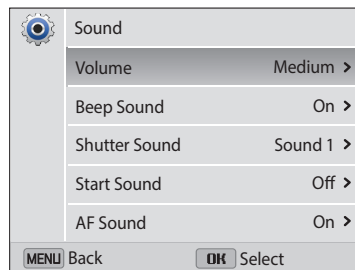 Sound
Volume Medium >
Beep Sound On >
Shutter Sound Sound 1 >
Start Sound Off >
AF Sound On >
MENU Back OK Select